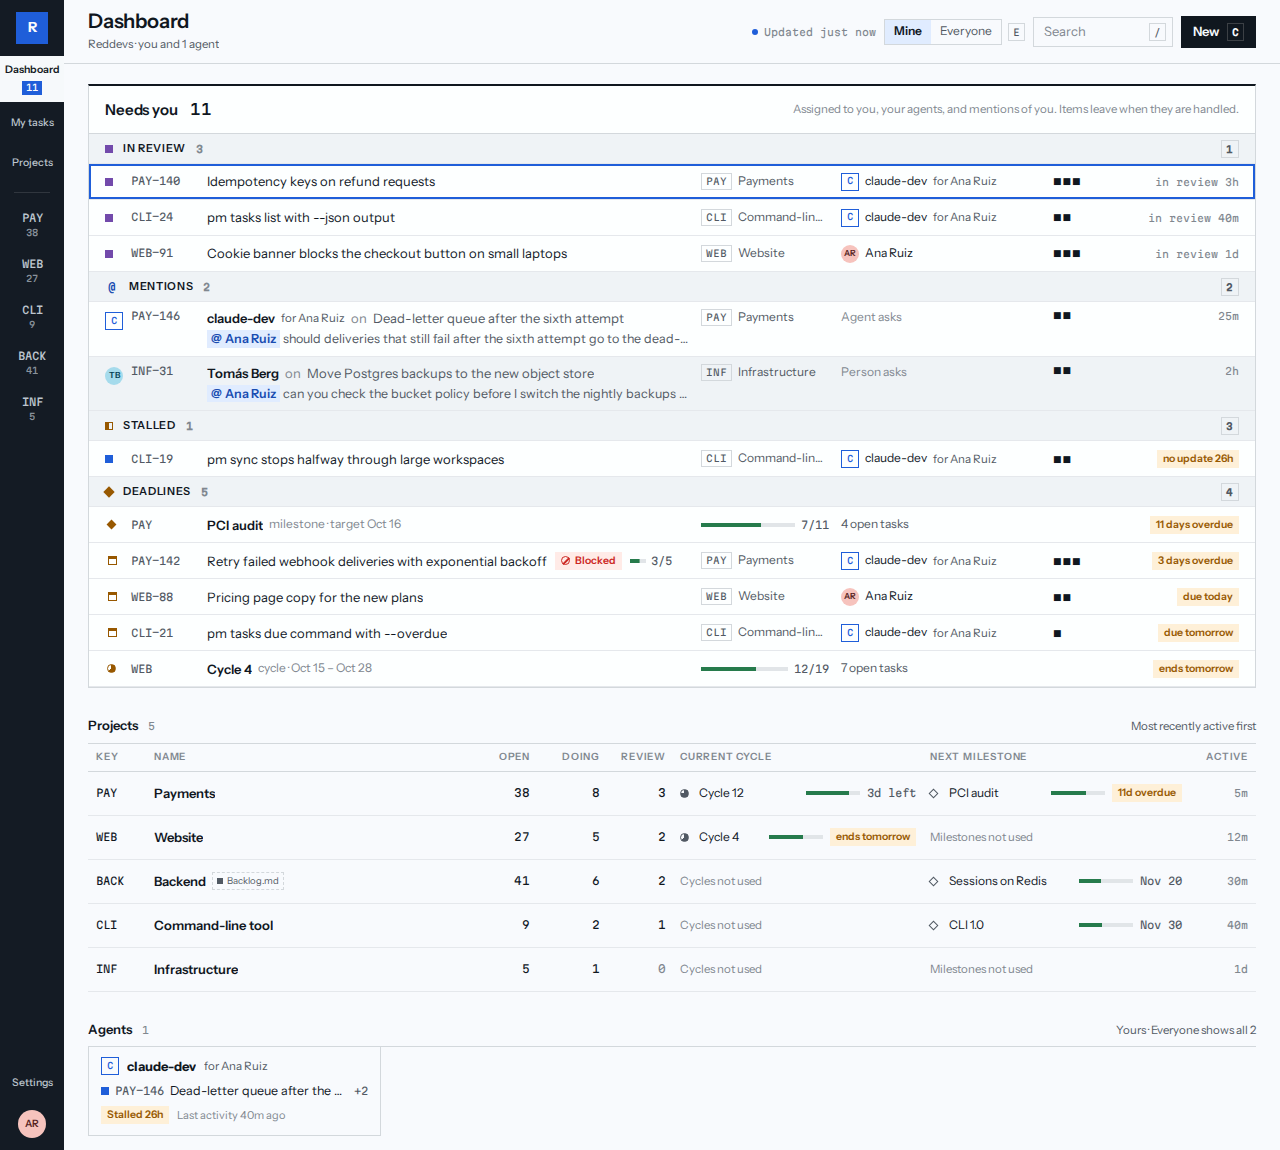 R
Dashboard
11
My tasks
Projects
PAY
38
WEB
27
CLI
9
BACK
41
INF
5
Settings
AR
Dashboard
Reddevs · you and 1 agent
Updated just now
Mine Everyone E
Search /
New C
Needs you 11
Assigned to you, your agents, and mentions of you. Items leave when they are handled.
IN REVIEW 3 1
PAY-140 Idempotency keys on refund requests PAY Payments C claude-dev for Ana Ruiz in review 3h
CLI-24 pm tasks list with --json output CLI Command-lin… C claude-dev for Ana Ruiz in review 40m
WEB-91 Cookie banner blocks the checkout button on small laptops WEB Website AR Ana Ruiz in review 1d
@ MENTIONS 2 2
C PAY-146 claude-dev for Ana Ruiz on Dead-letter queue after the sixth attempt PAY Payments Agent asks 25m
@ Ana Ruiz should deliveries that still fail after the sixth attempt go to the dead-…
TB INF-31 Tomás Berg on Move Postgres backups to the new object store INF Infrastructure Person asks 2h
@ Ana Ruiz can you check the bucket policy before I switch the nightly backups …
STALLED 1 3
CLI-19 pm sync stops halfway through large workspaces CLI Command-lin… C claude-dev for Ana Ruiz no update 26h
DEADLINES 5 4
PAY PCI audit milestone · target Oct 16 7/11 4 open tasks 11 days overdue
PAY-142 Retry failed webhook deliveries with exponential backoff Blocked 3/5 PAY Payments C claude-dev for Ana Ruiz 3 days overdue
WEB-88 Pricing page copy for the new plans WEB Website AR Ana Ruiz due today
CLI-21 pm tasks due command with --overdue CLI Command-lin… C claude-dev for Ana Ruiz due tomorrow
WEB Cycle 4 cycle · Oct 15 – Oct 28 12/19 7 open tasks ends tomorrow
Projects 5 Most recently active first
KEY NAME OPEN DOING REVIEW CURRENT CYCLE NEXT MILESTONE ACTIVE
PAY Payments 38 8 3 Cycle 12 3d left PCI audit 11d overdue 5m
WEB Website 27 5 2 Cycle 4 ends tomorrow Milestones not used 12m
BACK Backend Backlog.md 41 6 2 Cycles not used Sessions on Redis Nov 20 30m
CLI Command-line tool 9 2 1 Cycles not used CLI 1.0 Nov 30 40m
INF Infrastructure 5 1 0 Cycles not used Milestones not used 1d
Agents 1 Yours · Everyone shows all 2
C claude-dev for Ana Ruiz
PAY-146 Dead-letter queue after the … +2
Stalled 26h Last activity 40m ago